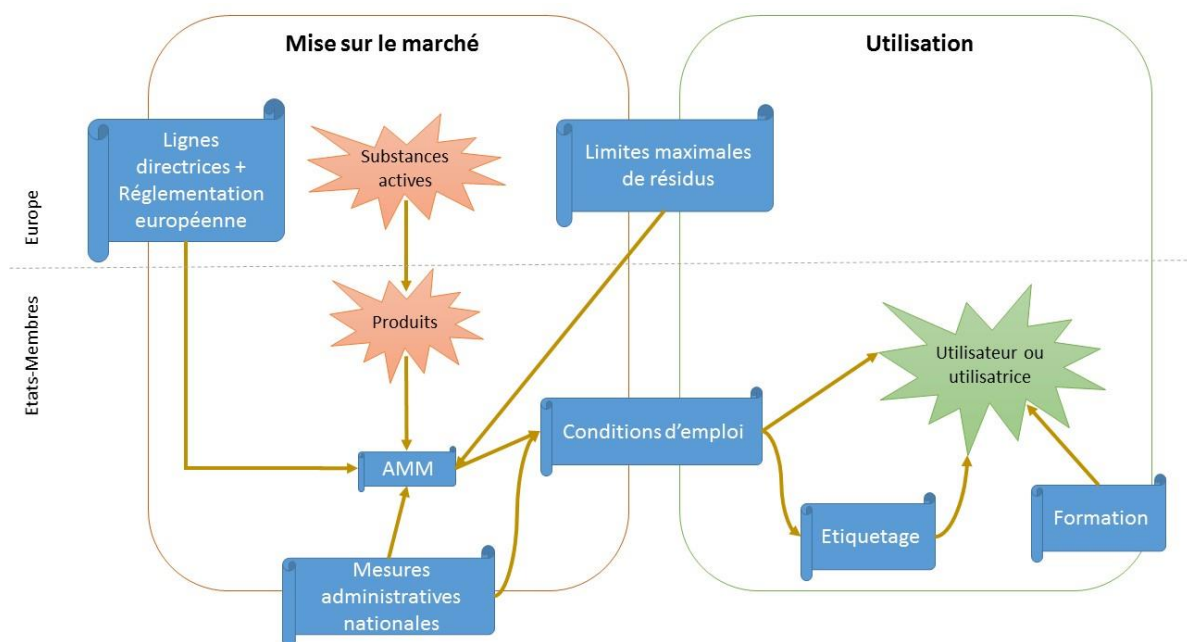 Mise sur le marché
Utilisation
Europe
Lignes
directrices +
Réglementation
européenne
Substances
actives
Limites maximales
de résidus
Etats-Membres
Produits
Utilisateur ou
utilisatrice
AMM
Conditions d'emploi
Etiquetage
Formation
Mesures
administratives
nationales